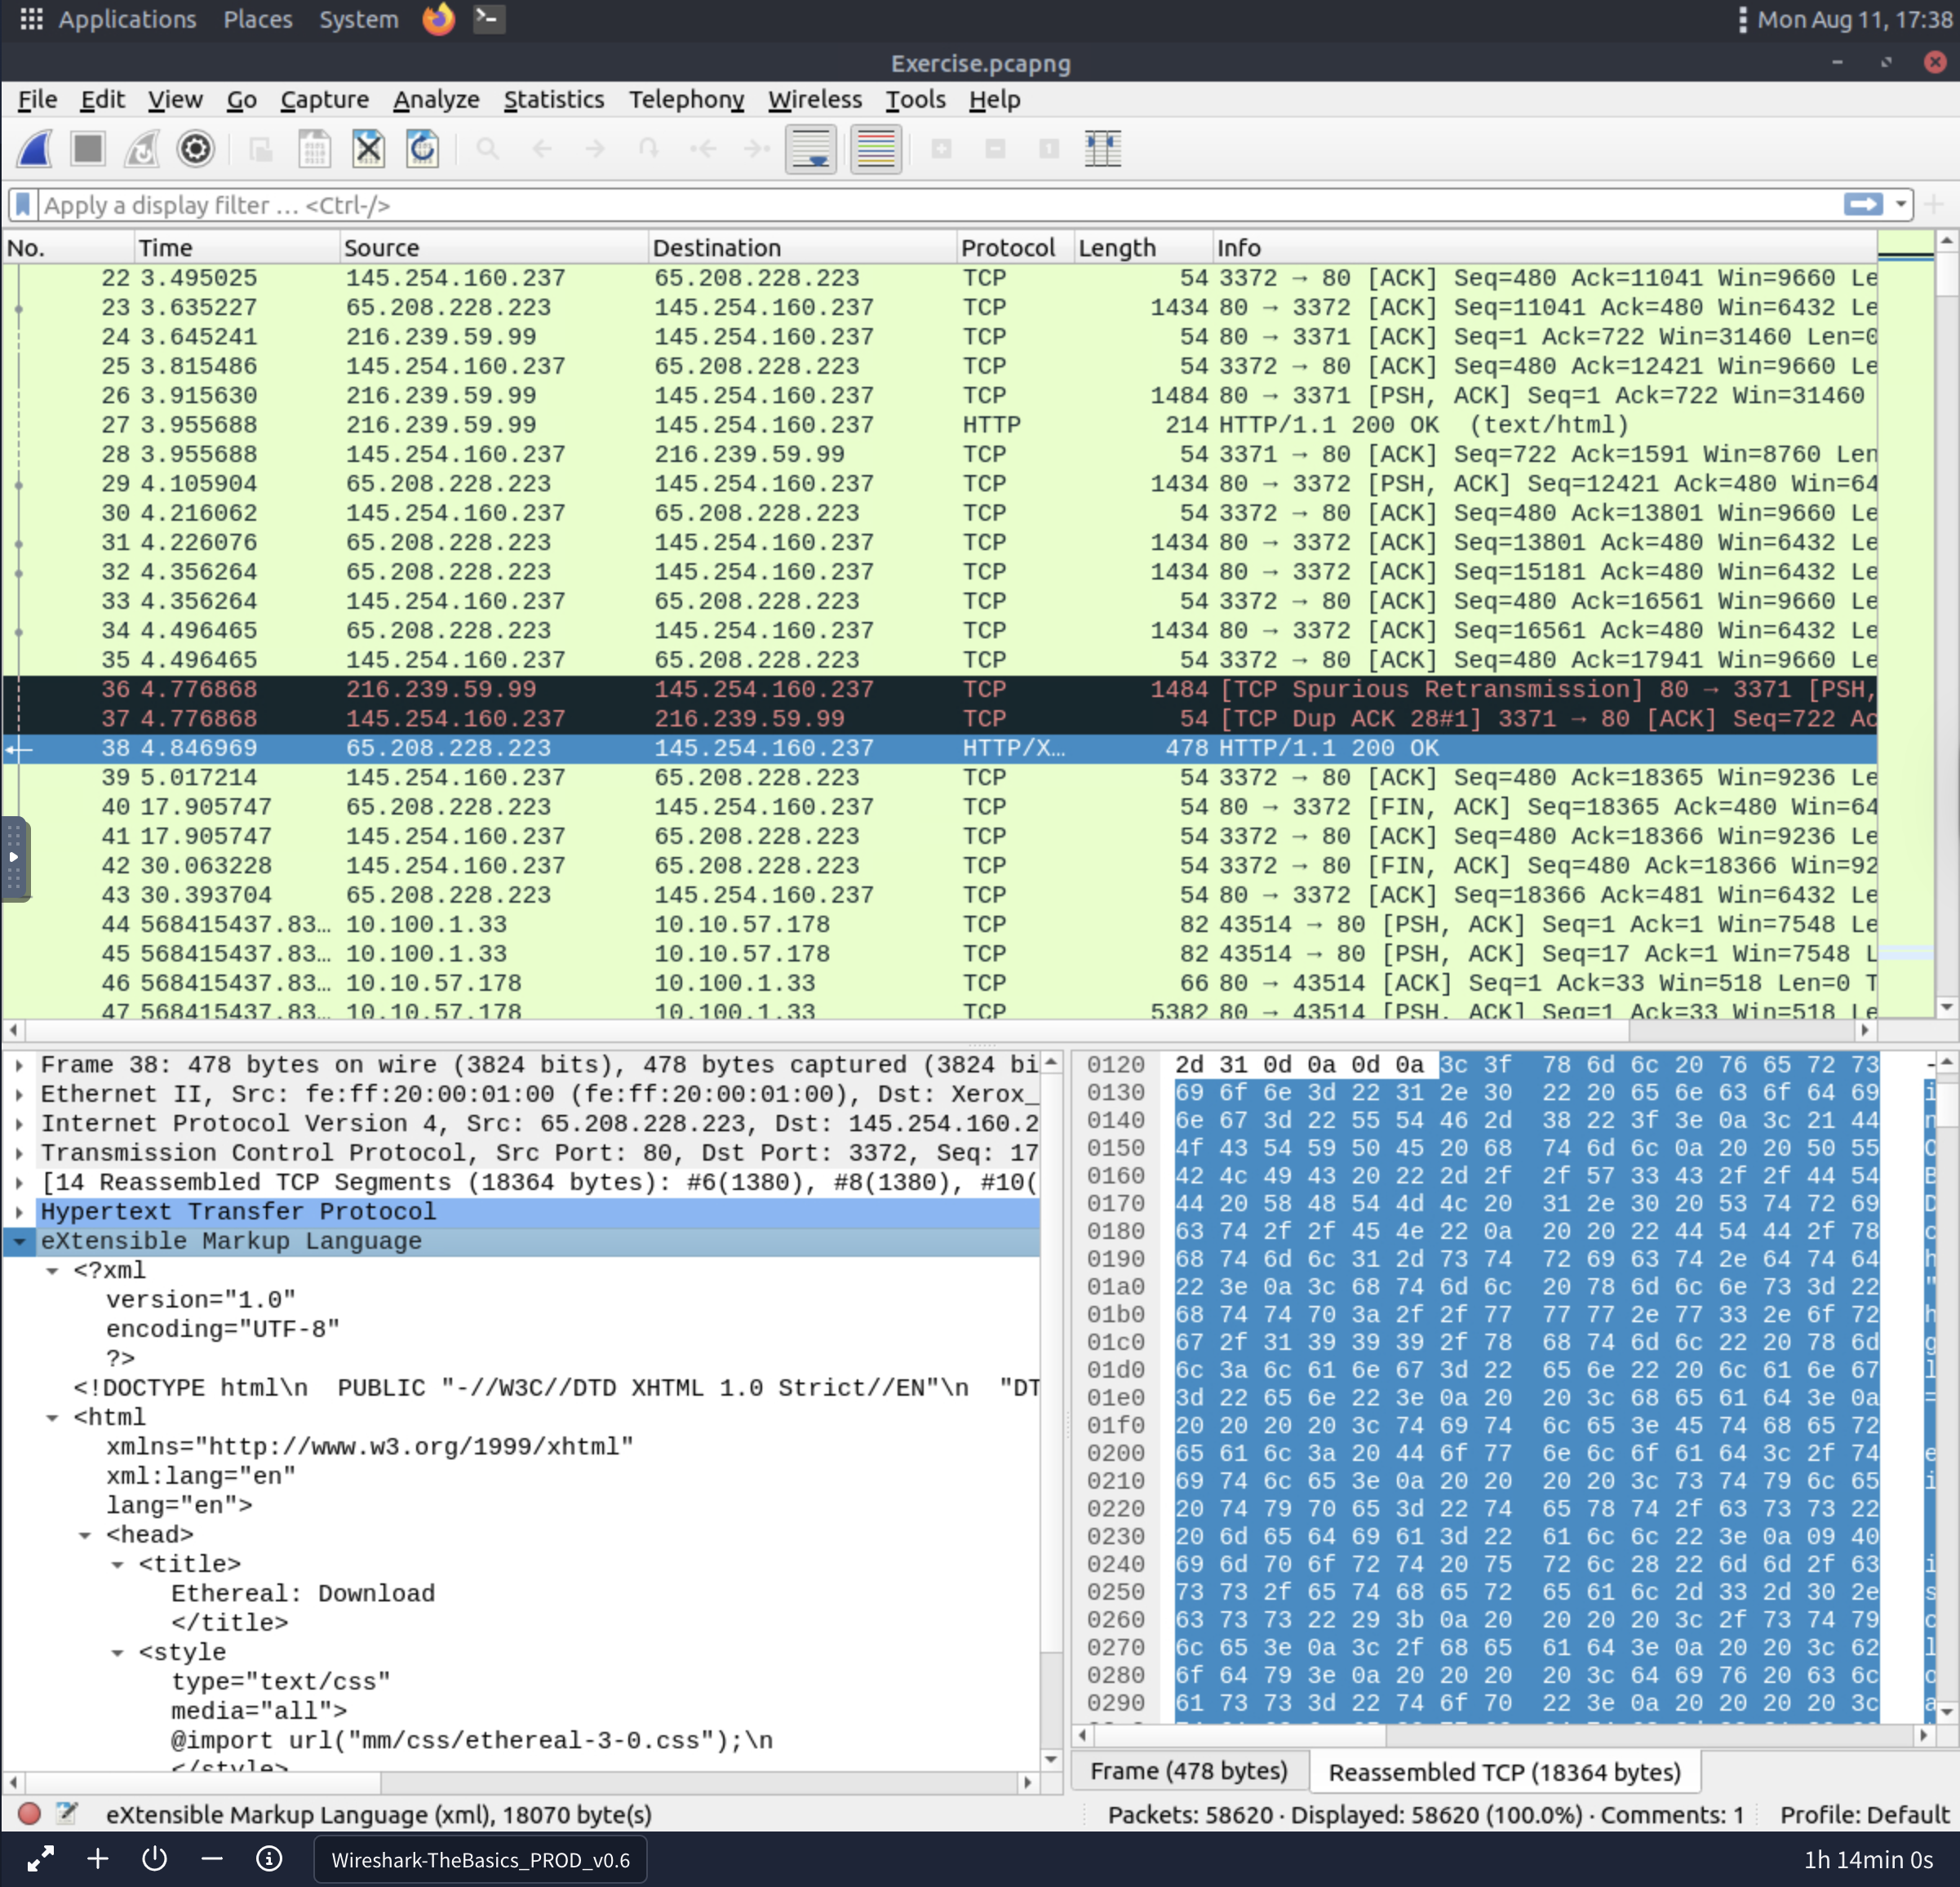 Applications Places System Mon Aug 11, 17:38
Exercise.pcapng
File Edit View Go Capture Analyze Statistics Telephony Wireless Tools Help
Apply a display filter … <Ctrl-/>
No. Time Source Destination Protocol Length Info
22 3.495025 145.254.160.237 65.208.228.223 TCP 54 3372 → 80 [ACK] Seq=480 Ack=11041 Win=9660 Le
23 3.635227 65.208.228.223 145.254.160.237 TCP 1434 80 → 3372 [ACK] Seq=11041 Ack=480 Win=6432 Le
24 3.645241 216.239.59.99 145.254.160.237 TCP 54 80 → 3371 [ACK] Seq=1 Ack=722 Win=31460 Len=0
25 3.815486 145.254.160.237 65.208.228.223 TCP 54 3372 → 80 [ACK] Seq=480 Ack=12421 Win=9660 Le
26 3.915630 216.239.59.99 145.254.160.237 TCP 1484 80 → 3371 [PSH, ACK] Seq=1 Ack=722 Win=31460
27 3.955688 216.239.59.99 145.254.160.237 HTTP 214 HTTP/1.1 200 OK (text/html)
28 3.955688 145.254.160.237 216.239.59.99 TCP 54 3371 → 80 [ACK] Seq=722 Ack=1591 Win=8760 Len
29 4.105904 65.208.228.223 145.254.160.237 TCP 1434 80 → 3372 [PSH, ACK] Seq=12421 Ack=480 Win=64
30 4.216062 145.254.160.237 65.208.228.223 TCP 54 3372 → 80 [ACK] Seq=480 Ack=13801 Win=9660 Le
31 4.226076 65.208.228.223 145.254.160.237 TCP 1434 80 → 3372 [ACK] Seq=13801 Ack=480 Win=6432 Le
32 4.356264 65.208.228.223 145.254.160.237 TCP 1434 80 → 3372 [ACK] Seq=15181 Ack=480 Win=6432 Le
33 4.356264 145.254.160.237 65.208.228.223 TCP 54 3372 → 80 [ACK] Seq=480 Ack=16561 Win=9660 Le
34 4.496465 65.208.228.223 145.254.160.237 TCP 1434 80 → 3372 [ACK] Seq=16561 Ack=480 Win=6432 Le
35 4.496465 145.254.160.237 65.208.228.223 TCP 54 3372 → 80 [ACK] Seq=480 Ack=17941 Win=9660 Le
36 4.776868 216.239.59.99 145.254.160.237 TCP 1484 [TCP Spurious Retransmission] 80 → 3371 [PSH,
37 4.776868 145.254.160.237 216.239.59.99 TCP 54 [TCP Dup ACK 28#1] 3371 → 80 [ACK] Seq=722 Ac
38 4.846969 65.208.228.223 145.254.160.237 HTTP/X… 478 HTTP/1.1 200 OK
39 5.017214 145.254.160.237 65.208.228.223 TCP 54 3372 → 80 [ACK] Seq=480 Ack=18365 Win=9236 Le
40 17.905747 65.208.228.223 145.254.160.237 TCP 54 80 → 3372 [FIN, ACK] Seq=18365 Ack=480 Win=64
41 17.905747 145.254.160.237 65.208.228.223 TCP 54 3372 → 80 [ACK] Seq=480 Ack=18366 Win=9236 Le
42 30.063228 145.254.160.237 65.208.228.223 TCP 54 3372 → 80 [FIN, ACK] Seq=480 Ack=18366 Win=92
43 30.393704 65.208.228.223 145.254.160.237 TCP 54 80 → 3372 [ACK] Seq=18366 Ack=481 Win=6432 Le
44 568415437.83… 10.100.1.33 10.10.57.178 TCP 82 43514 → 80 [PSH, ACK] Seq=1 Ack=1 Win=7548 Le
45 568415437.83… 10.100.1.33 10.10.57.178 TCP 82 43514 → 80 [PSH, ACK] Seq=17 Ack=1 Win=7548 L
46 568415437.83… 10.10.57.178 10.100.1.33 TCP 66 80 → 43514 [ACK] Seq=1 Ack=33 Win=518 Len=0 T
47 568415437.83… 10.10.57.178 10.100.1.33 TCP 5382 80 → 43514 [PSH, ACK] Seq=1 Ack=33 Win=518 Le
Frame 38: 478 bytes on wire (3824 bits), 478 bytes captured (3824 bi
Ethernet II, Src: fe:ff:20:00:01:00 (fe:ff:20:00:01:00), Dst: Xerox_
Internet Protocol Version 4, Src: 65.208.228.223, Dst: 145.254.160.2
Transmission Control Protocol, Src Port: 80, Dst Port: 3372, Seq: 17
[14 Reassembled TCP Segments (18364 bytes): #6(1380), #8(1380), #10(
Hypertext Transfer Protocol
eXtensible Markup Language
<?xml
version="1.0"
encoding="UTF-8"
?>
<!DOCTYPE html\n  PUBLIC "-//W3C//DTD XHTML 1.0 Strict//EN"\n  "DT
<html
xmlns="http://www.w3.org/1999/xhtml"
xml:lang="en"
lang="en">
<head>
<title>
Ethereal: Download
</title>
<style
type="text/css"
media="all">
@import url("mm/css/ethereal-3-0.css");\n
</style>
0120 2d 31 0d 0a 0d 0a 3c 3f 78 6d 6c 20 76 65 72 73 -
0130 69 6f 6e 3d 22 31 2e 30 22 20 65 6e 63 6f 64 69 i
0140 6e 67 3d 22 55 54 46 2d 38 22 3f 3e 0a 3c 21 44 n
0150 4f 43 54 59 50 45 20 68 74 6d 6c 0a 20 20 50 55 O
0160 42 4c 49 43 20 22 2d 2f 2f 57 33 43 2f 2f 44 54 B
0170 44 20 58 48 54 4d 4c 20 31 2e 30 20 53 74 72 69 D
0180 63 74 2f 2f 45 4e 22 0a 20 20 22 44 54 44 2f 78 c
0190 68 74 6d 6c 31 2d 73 74 72 69 63 74 2e 64 74 64 h
01a0 22 3e 0a 3c 68 74 6d 6c 20 78 6d 6c 6e 73 3d 22 "
01b0 68 74 74 70 3a 2f 2f 77 77 77 2e 77 33 2e 6f 72 h
01c0 67 2f 31 39 39 39 2f 78 68 74 6d 6c 22 20 78 6d g
01d0 6c 3a 6c 61 6e 67 3d 22 65 6e 22 20 6c 61 6e 67 l
01e0 3d 22 65 6e 22 3e 0a 20 20 3c 68 65 61 64 3e 0a =
01f0 20 20 20 20 3c 74 69 74 6c 65 3e 45 74 68 65 72
0200 65 61 6c 3a 20 44 6f 77 6e 6c 6f 61 64 3c 2f 74 e
0210 69 74 6c 65 3e 0a 20 20 20 20 3c 73 74 79 6c 65 i
0220 20 74 79 70 65 3d 22 74 65 78 74 2f 63 73 73 22
0230 20 6d 65 64 69 61 3d 22 61 6c 6c 22 3e 0a 09 40
0240 69 6d 70 6f 72 74 20 75 72 6c 28 22 6d 6d 2f 63 i
0250 73 73 2f 65 74 68 65 72 65 61 6c 2d 33 2d 30 2e s
0260 63 73 73 22 29 3b 0a 20 20 20 20 3c 2f 73 74 79 c
0270 6c 65 3e 0a 3c 2f 68 65 61 64 3e 0a 20 20 3c 62 l
0280 6f 64 79 3e 0a 20 20 20 20 3c 64 69 76 20 63 6c o
0290 61 73 73 3d 22 74 6f 70 22 3e 0a 20 20 20 20 3c a
Frame (478 bytes) Reassembled TCP (18364 bytes)
eXtensible Markup Language (xml), 18070 byte(s) Packets: 58620 · Displayed: 58620 (100.0%) · Comments: 1 Profile: Default
Wireshark-TheBasics_PROD_v0.6 1h 14min 0s